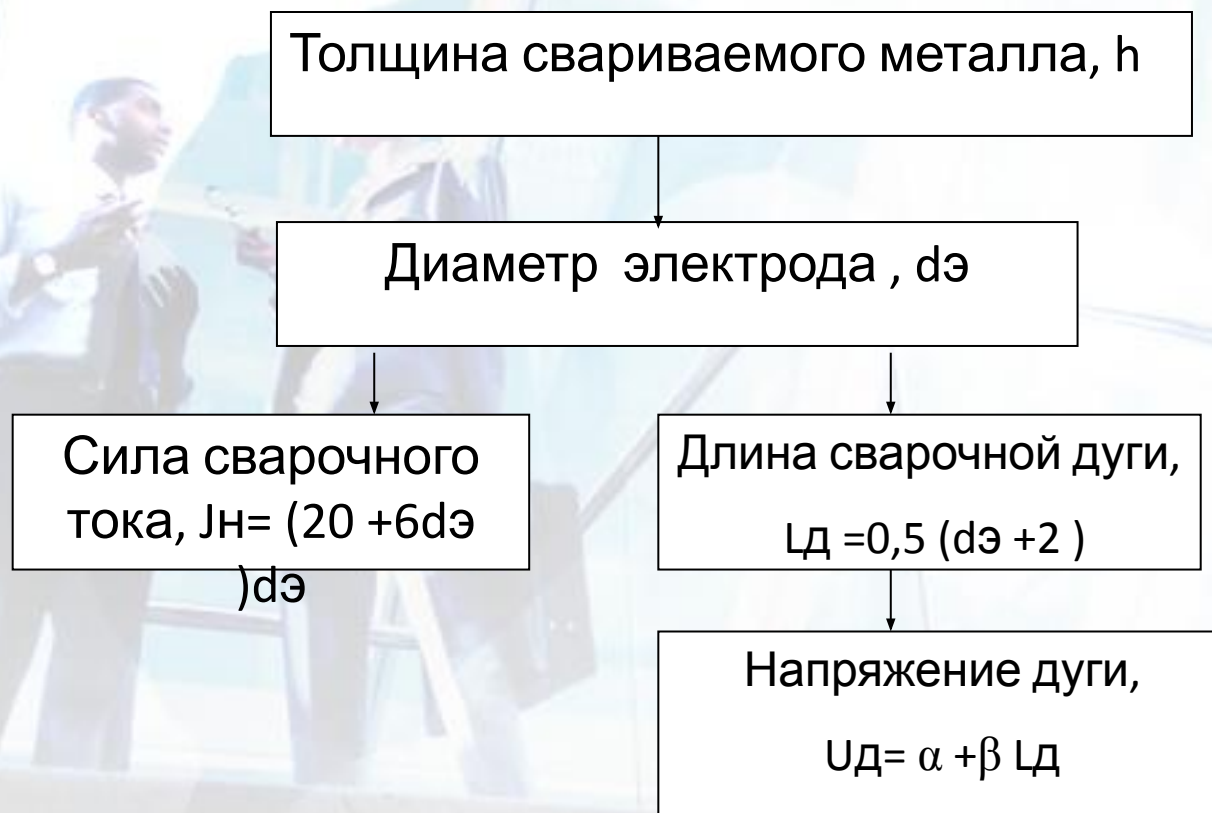 Толщина свариваемого металла, h
Диаметр электрода , dэ
Сила сварочного
тока, Jн= (20 +6dэ
)dэ
Длина сварочной дуги,
Lд =0,5 (dэ +2 )
Напряжение дуги,
Uд= α +β Lд